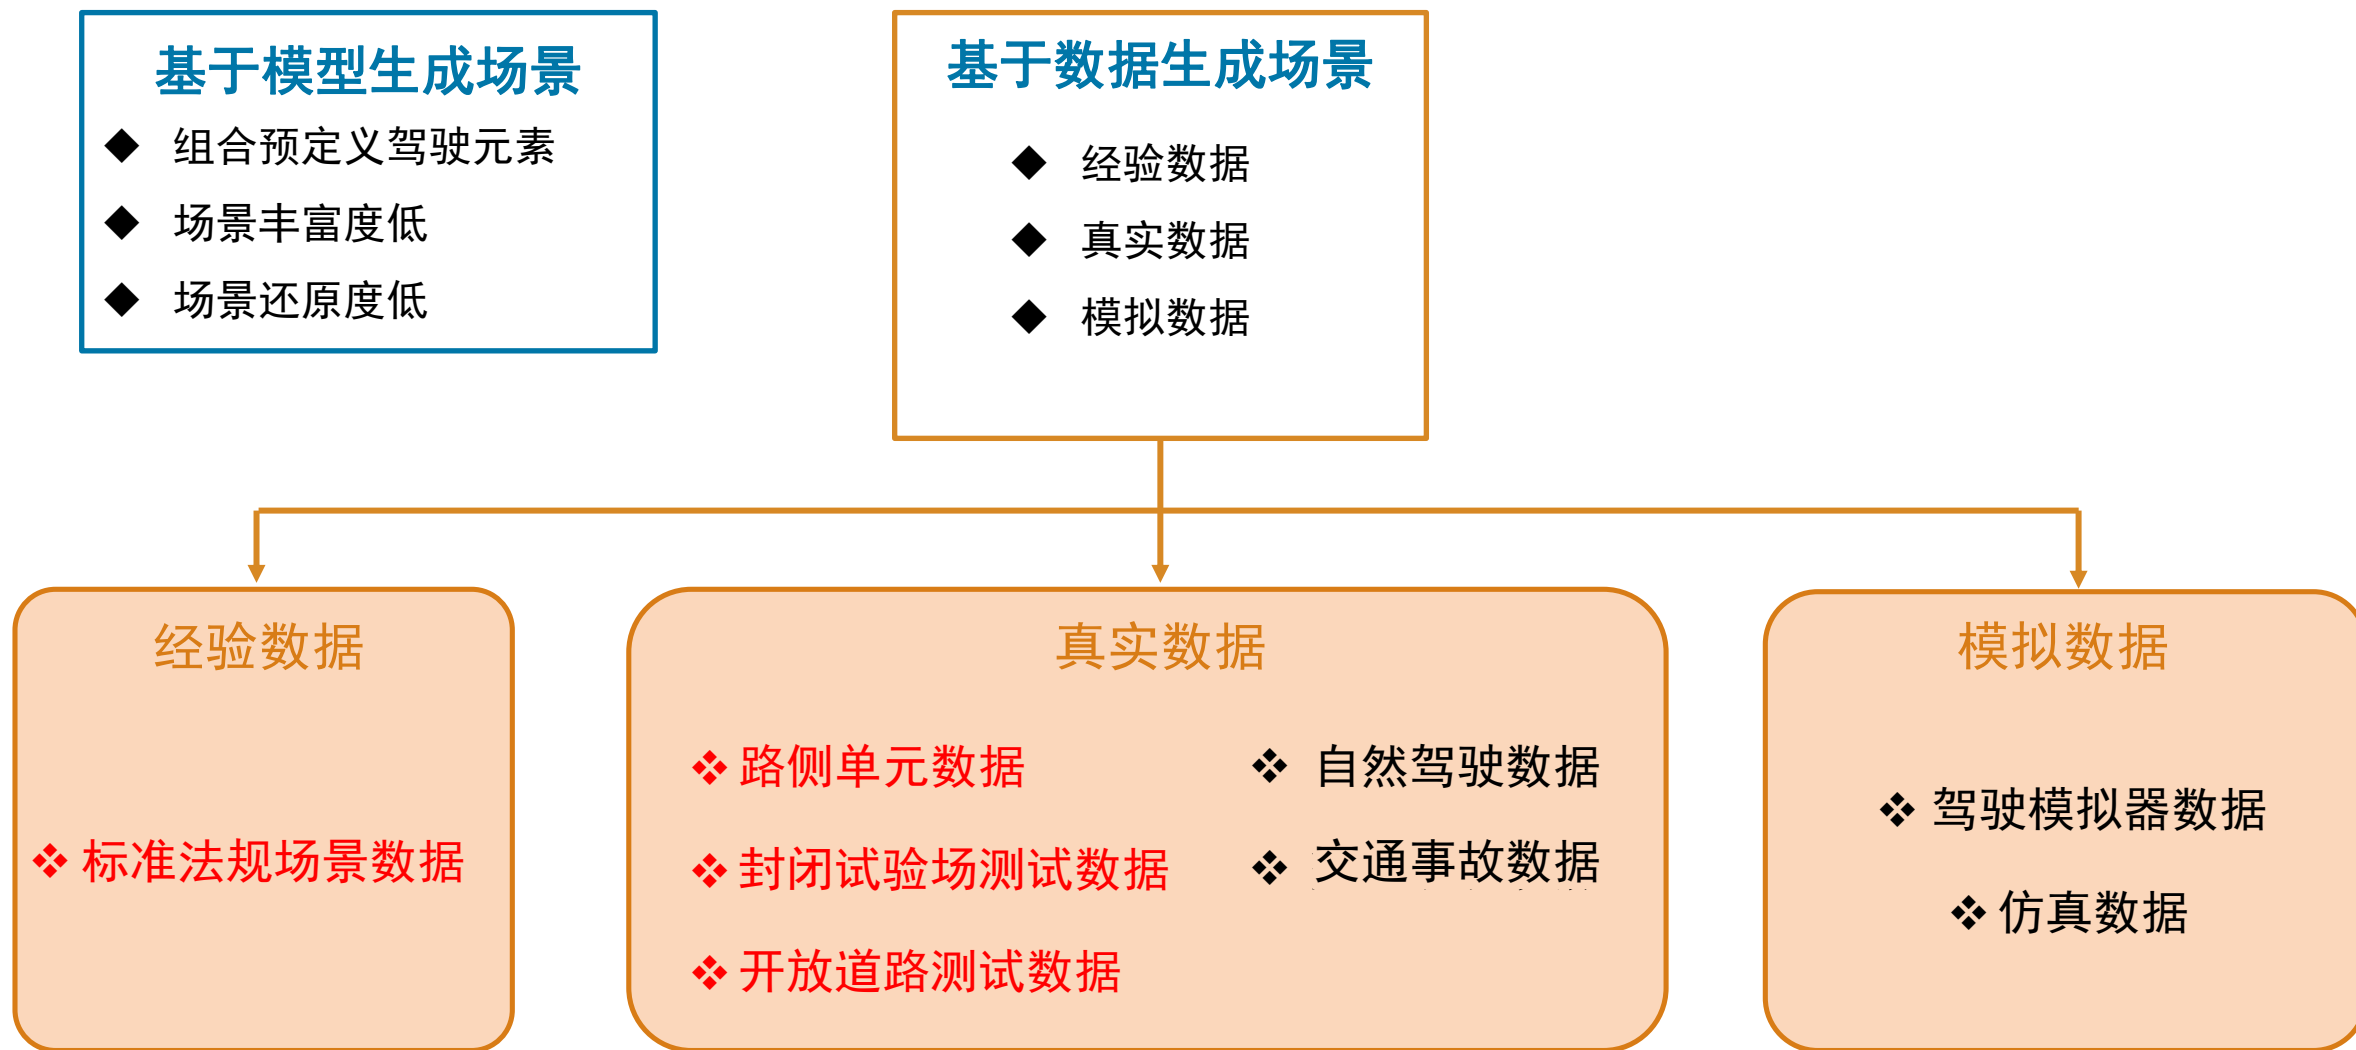 基于模型生成场景
组合预定义驾驶元素
场景丰富度低
场景还原度低
基于数据生成场景
经验数据
真实数据
模拟数据
经验数据
标准法规场景数据
真实数据
路侧单元数据
封闭试验场测试数据
开放道路测试数据
自然驾驶数据
交通事故数据
模拟数据
驾驶模拟器数据
仿真数据